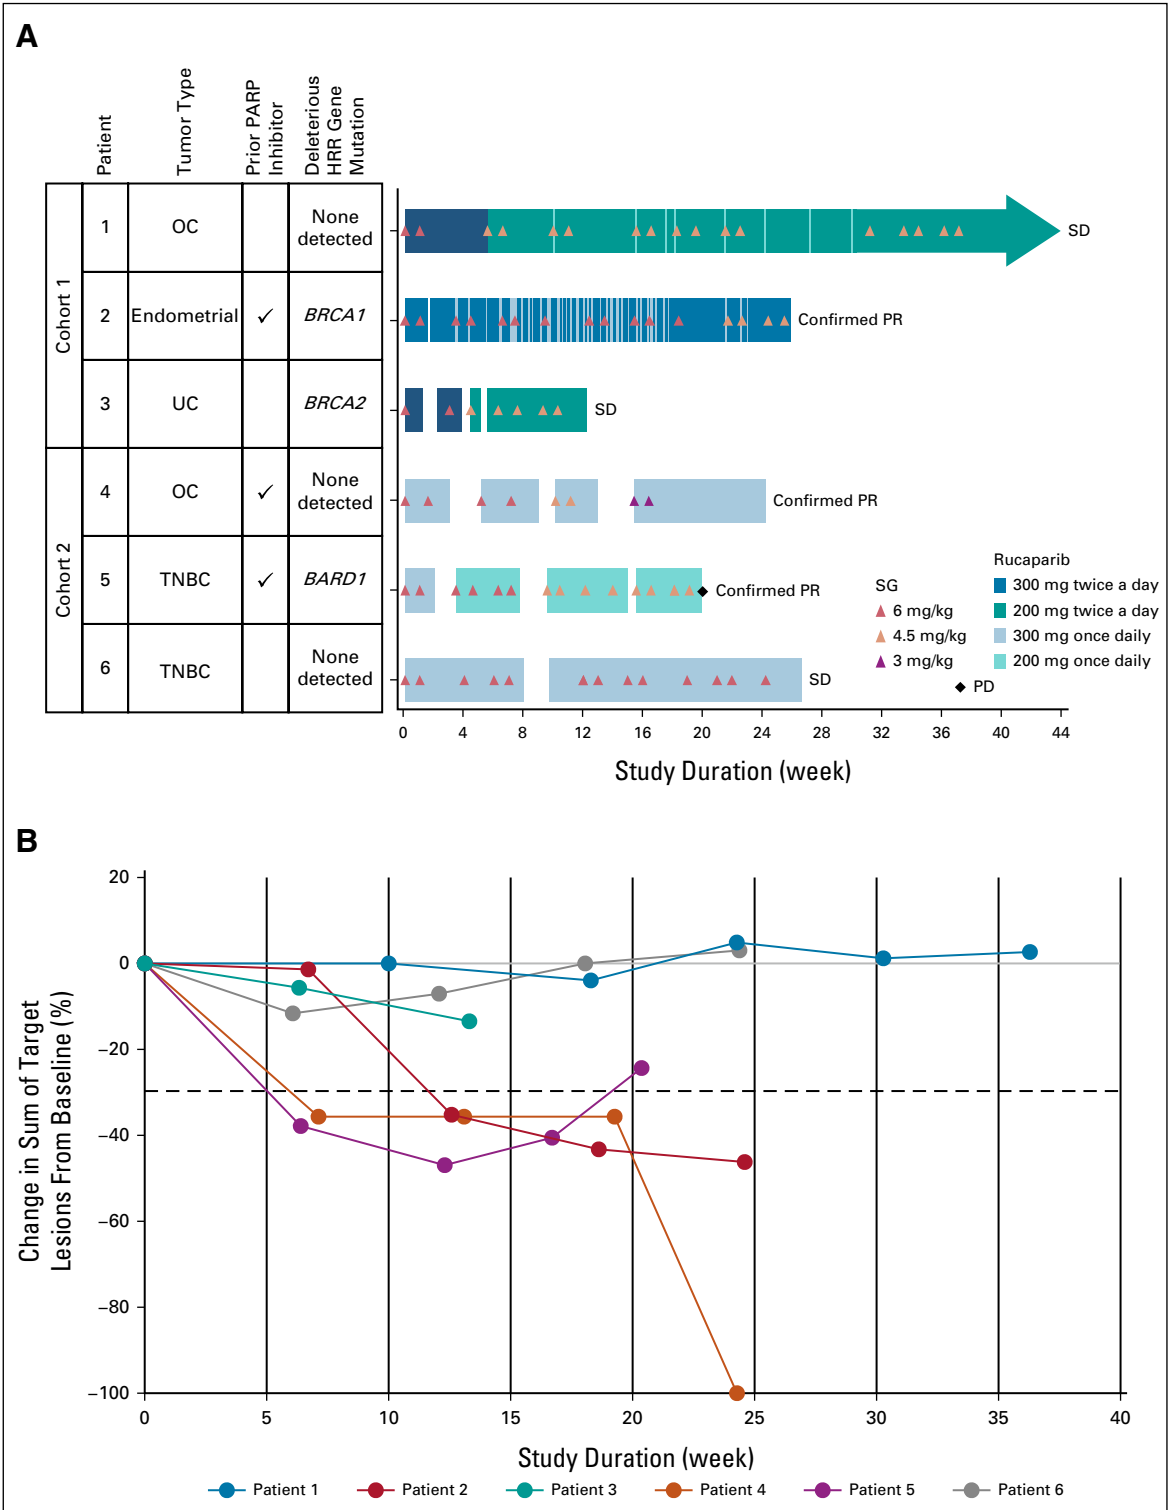 A
Patient
Tumor Type
Prior PARP
Inhibitor
Deleterious
HRR Gene
Mutation
Cohort 1
1
OC
None
detected
SD
2
Endometrial
✓
BRCA1
Confirmed PR
3
UC
BRCA2
SD
Cohort 2
4
OC
✓
None
detected
Confirmed PR
5
TNBC
✓
BARD1
Confirmed PR
6
TNBC
None
detected
SD
SG
6 mg/kg
4.5 mg/kg
3 mg/kg
Rucaparib
300 mg twice a day
200 mg twice a day
300 mg once daily
200 mg once daily
PD
0 4 8 12 16 20 24 28 32 36 40 44
Study Duration (week)
B
Change in Sum of Target
Lesions From Baseline (%)
20
0
−20
−40
−60
−80
−100
0 5 10 15 20 25 30 35 40
Study Duration (week)
Patient 1 Patient 2 Patient 3 Patient 4 Patient 5 Patient 6